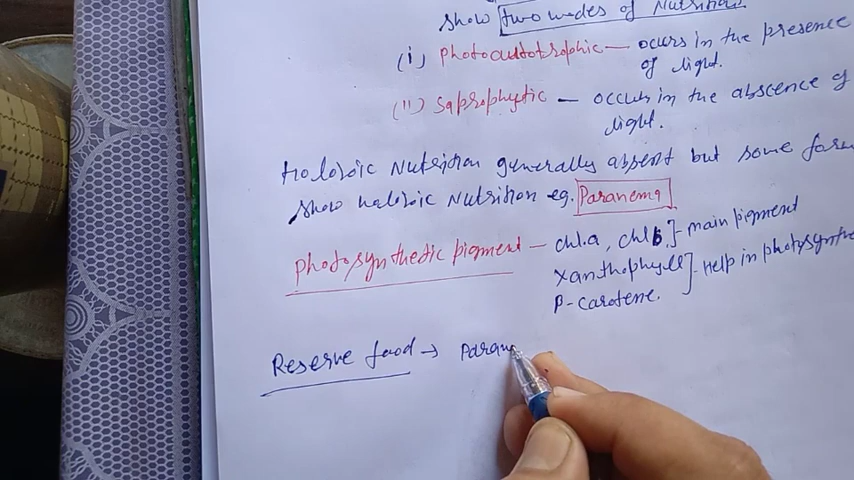 show two modes of Nutrition.
(i) Photoautotrophic — occurs in the presence
of light.
(ii) Saprophytic — occurs in the abscence of
light.
Holozoic Nutrition generally absent but some form
show holozoic Nutrition eg. Paranema
photosynthetic pigment — chl.a, chl b, ] - main pigment
Xanthophyll ] - Help in photosynthe
β-carotene.
Reserve food → Param